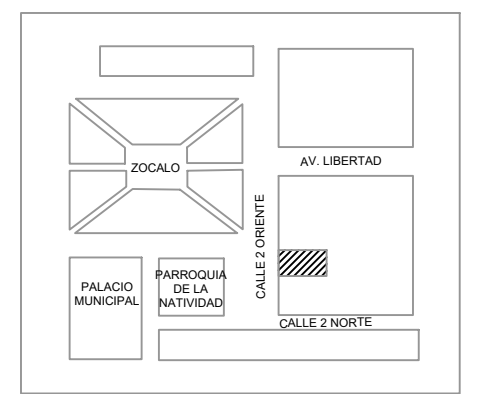 AV. LIBERTAD
ZOCALO
CALLE 2 ORIENTE
PALACIO
MUNICIPAL
PARROQUIA
DE LA
NATIVIDAD
CALLE 2 NORTE